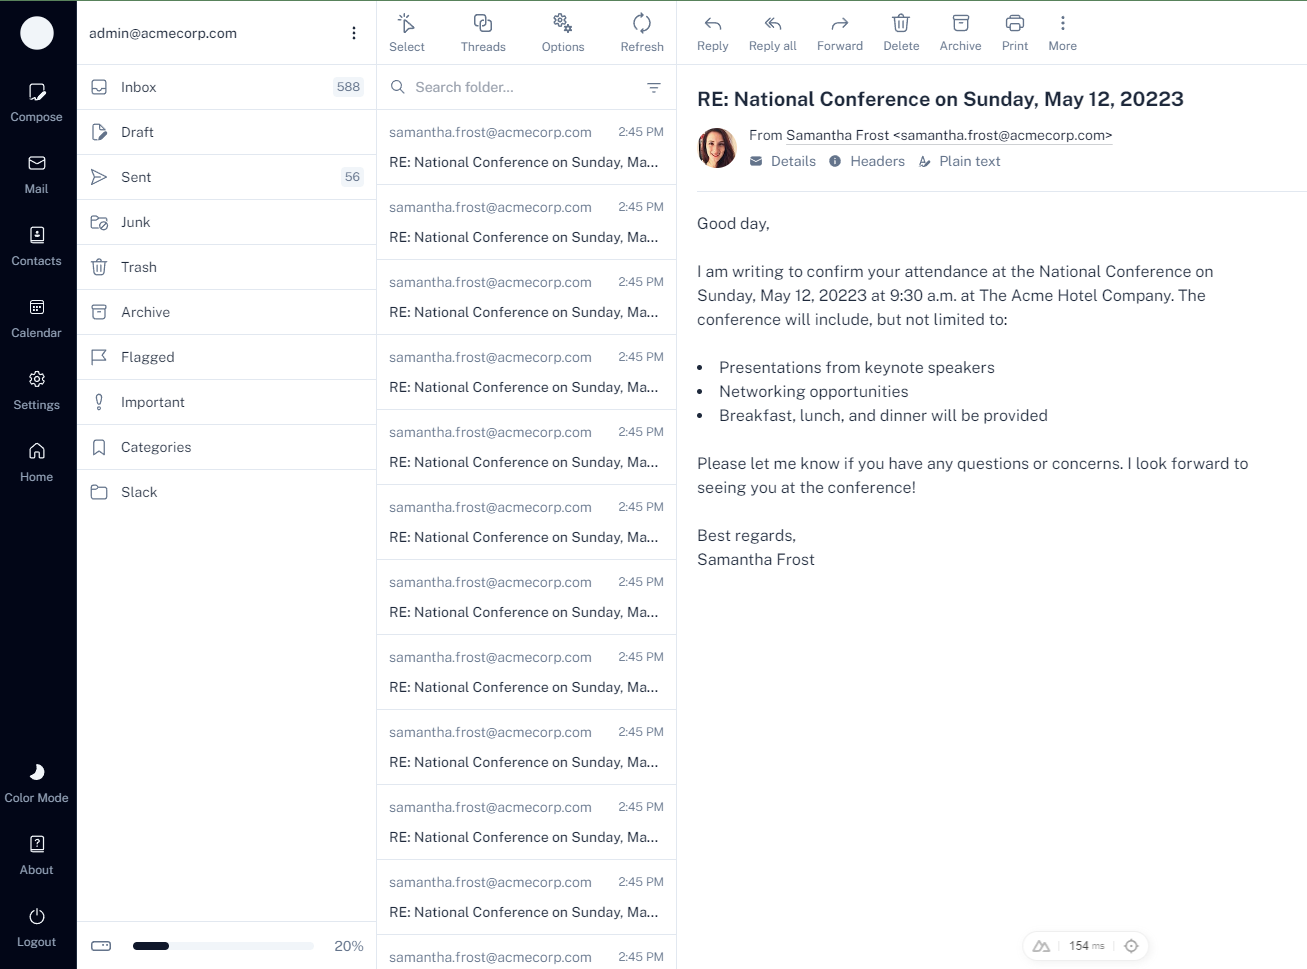 Compose
Mail
Contacts
Calendar
Settings
Home
Color Mode
About
Logout
admin@acmecorp.com
Inbox 588
Draft
Sent 56
Junk
Trash
Archive
Flagged
Important
Categories
Slack
20%
Select Threads Options Refresh
Search folder...
samantha.frost@acmecorp.com 2:45 PM
RE: National Conference on Sunday, Ma...
samantha.frost@acmecorp.com 2:45 PM
RE: National Conference on Sunday, Ma...
samantha.frost@acmecorp.com 2:45 PM
RE: National Conference on Sunday, Ma...
samantha.frost@acmecorp.com 2:45 PM
RE: National Conference on Sunday, Ma...
samantha.frost@acmecorp.com 2:45 PM
RE: National Conference on Sunday, Ma...
samantha.frost@acmecorp.com 2:45 PM
RE: National Conference on Sunday, Ma...
samantha.frost@acmecorp.com 2:45 PM
RE: National Conference on Sunday, Ma...
samantha.frost@acmecorp.com 2:45 PM
RE: National Conference on Sunday, Ma...
samantha.frost@acmecorp.com 2:45 PM
RE: National Conference on Sunday, Ma...
samantha.frost@acmecorp.com 2:45 PM
RE: National Conference on Sunday, Ma...
samantha.frost@acmecorp.com 2:45 PM
RE: National Conference on Sunday, Ma...
samantha.frost@acmecorp.com 2:45 PM
Reply Reply all Forward Delete Archive Print More
RE: National Conference on Sunday, May 12, 20223
From Samantha Frost <samantha.frost@acmecorp.com>
Details Headers Plain text
Good day,
I am writing to confirm your attendance at the National Conference on
Sunday, May 12, 20223 at 9:30 a.m. at The Acme Hotel Company. The
conference will include, but not limited to:
• Presentations from keynote speakers
• Networking opportunities
• Breakfast, lunch, and dinner will be provided
Please let me know if you have any questions or concerns. I look forward to
seeing you at the conference!
Best regards,
Samantha Frost
154 ms